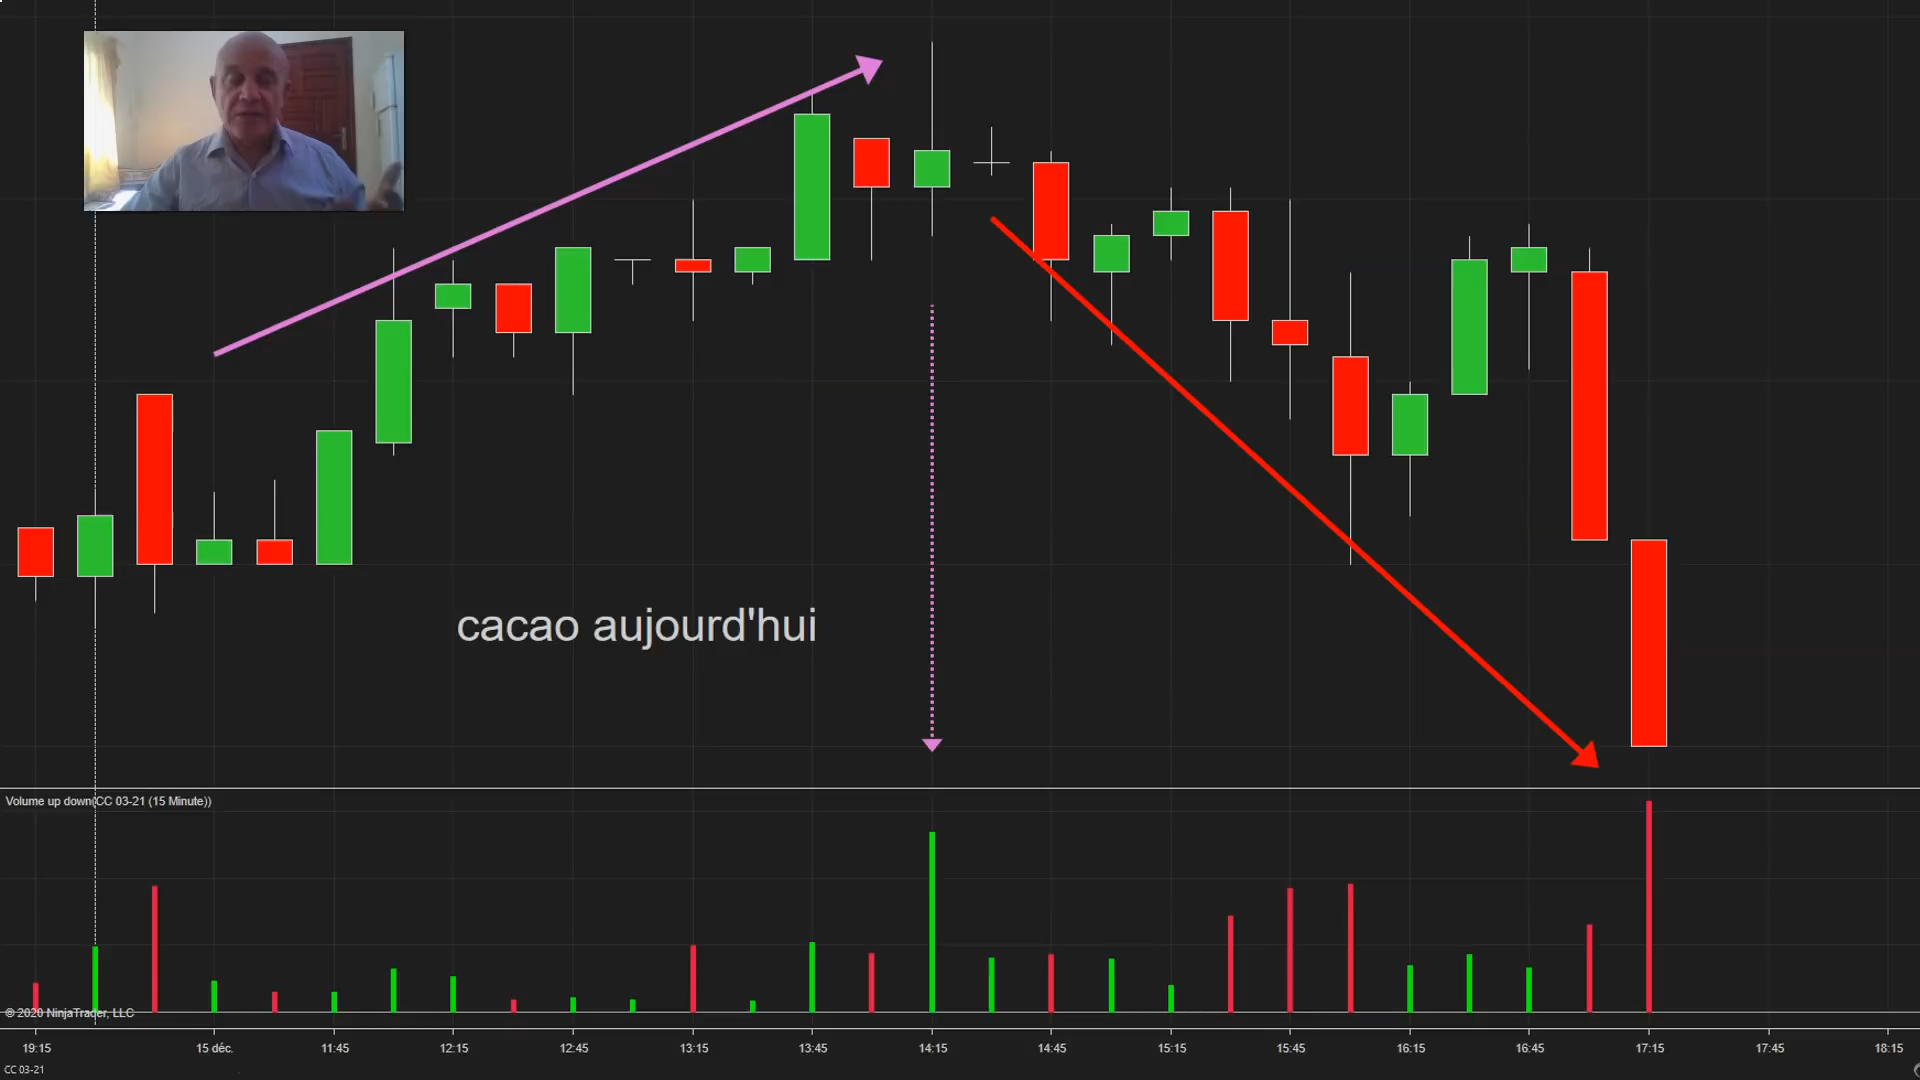 cacao aujourd'hui
Volume up down(CC 03-21 (15 Minute))
© 2020 NinjaTrader, LLC
19:15 15 déc. 11:45 12:15 12:45 13:15 13:45 14:15 14:45 15:15 15:45 16:15 16:45 17:15 17:45 18:15
CC 03-21